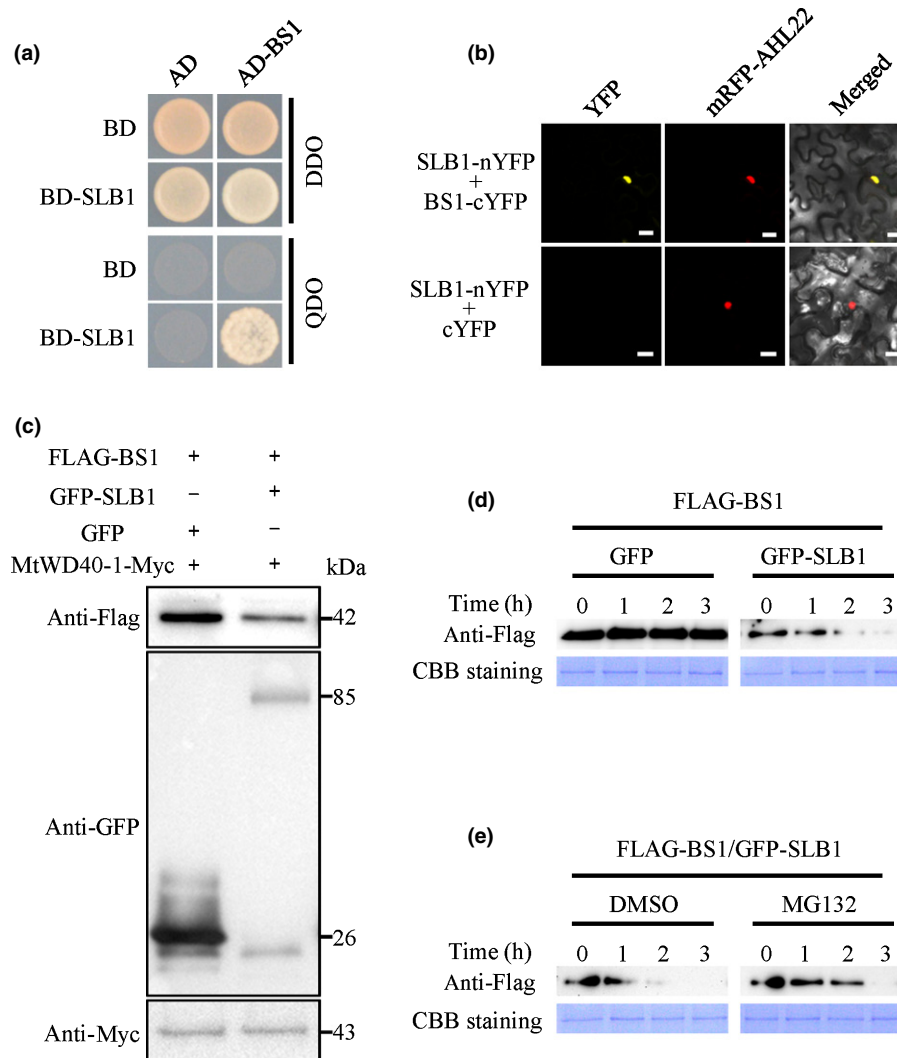 (a)
AD AD-BS1
BD
BD-SLB1
DDO
BD
BD-SLB1
QDO
(b)
YFP mRFP-AHL22 Merged
SLB1-nYFP
+
BS1-cYFP
SLB1-nYFP
+
cYFP
(c)
FLAG-BS1 + +
GFP-SLB1 − +
GFP + −
MtWD40-1-Myc + + kDa
Anti-Flag 42
85
Anti-GFP
26
Anti-Myc 43
(d)
FLAG-BS1
GFP GFP-SLB1
Time (h) 0 1 2 3 0 1 2 3
Anti-Flag
CBB staining
(e)
FLAG-BS1/GFP-SLB1
DMSO MG132
Time (h) 0 1 2 3 0 1 2 3
Anti-Flag
CBB staining